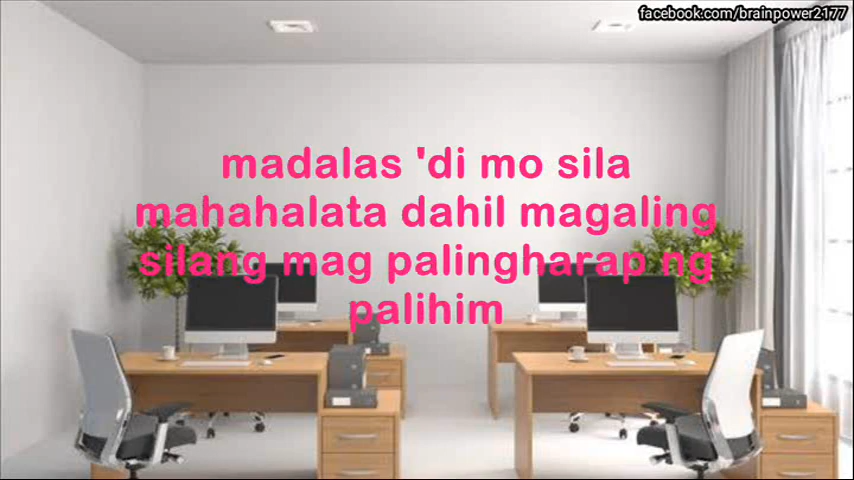 facebook.com/brainpower2177
madalas 'di mo sila
mahahalata dahil magaling
silang mag palingharap ng
palihim